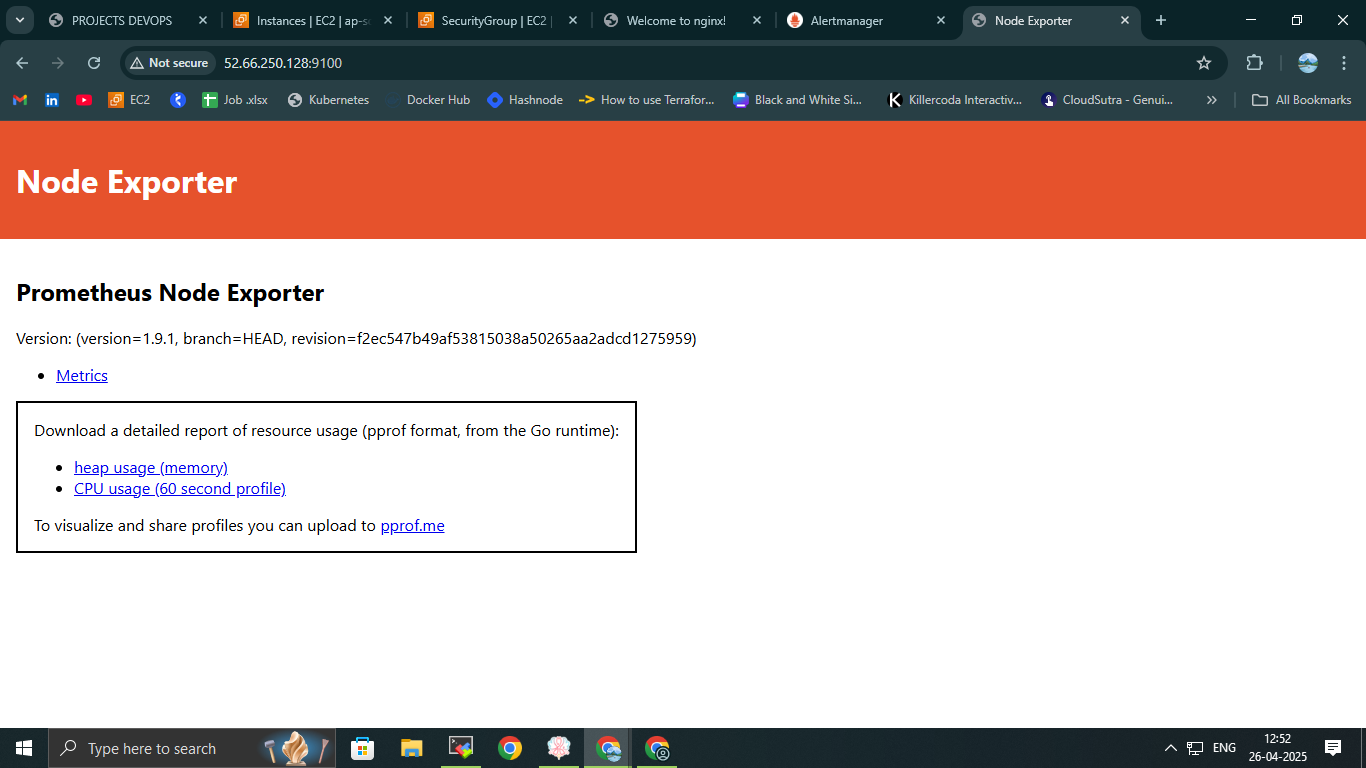 PROJECTS DEVOPS
Instances | EC2 | ap-so
SecurityGroup | EC2 |
Welcome to nginx!
Alertmanager
Node Exporter
Not secure
52.66.250.128:9100
EC2
Job .xlsx
Kubernetes
Docker Hub
Hashnode
How to use Terrafor...
Black and White Si...
Killercoda Interactiv...
CloudSutra - Genui...
All Bookmarks
Node Exporter
Prometheus Node Exporter
Version: (version=1.9.1, branch=HEAD, revision=f2ec547b49af53815038a50265aa2adcd1275959)
Metrics
Download a detailed report of resource usage (pprof format, from the Go runtime):
heap usage (memory)
CPU usage (60 second profile)
To visualize and share profiles you can upload to pprof.me
Type here to search
ENG
12:52
26-04-2025